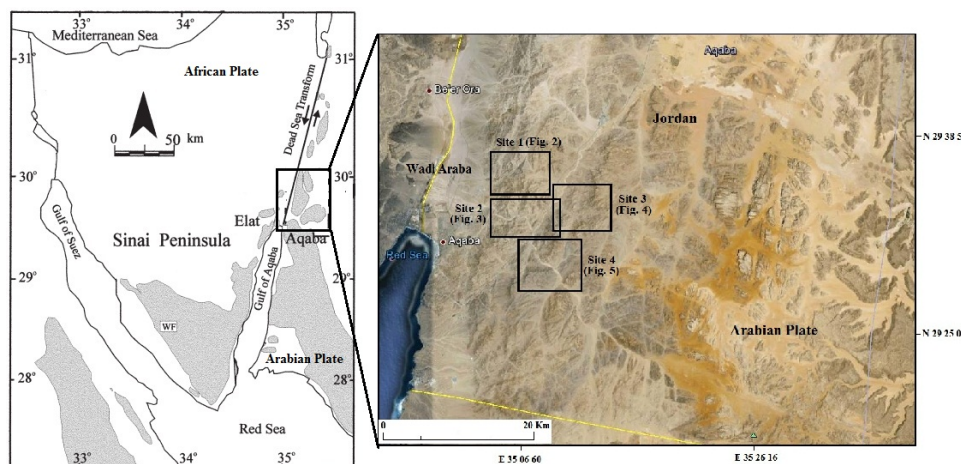 33°
34°
35°
Mediterranean Sea
31°
African Plate
Dead Sea Transform
0
50
km
30°
30°
Elat
Aqaba
Gulf of Suez
Sinai Peninsula
29°
29°
Gulf of Aqaba
WF
Arabian Plate
28°
28°
Red Sea
33°
34°
35°
Aqaba
Be'er Ora
Jordan
N 29 38 5
Site 1 (Fig. 2)
Wadi Araba
Site 2
(Fig. 3)
Site 3
(Fig. 4)
Aqaba
Red Sea
Site 4
(Fig. 5)
Arabian Plate
N 29 25 0
0
20 Km
E 35 06 60
E 35 26 16